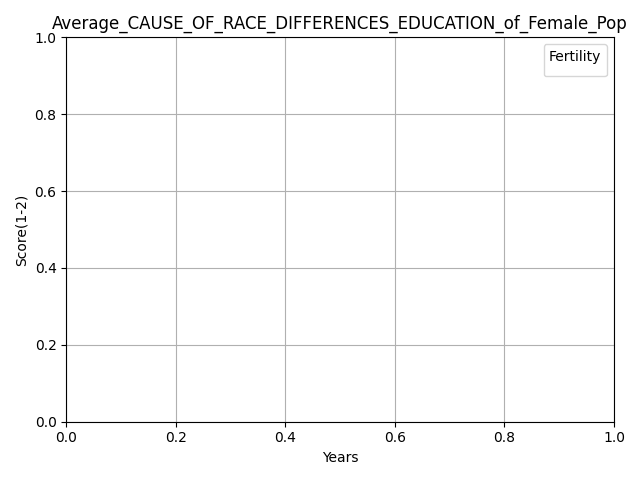 Average_CAUSE_OF_RACE_DIFFERENCES_EDUCATION_of_Female_Pop
Fertility
Score(1-2)
1.0
0.8
0.6
0.4
0.2
0.0
0.0 0.2 0.4 0.6 0.8 1.0
Years